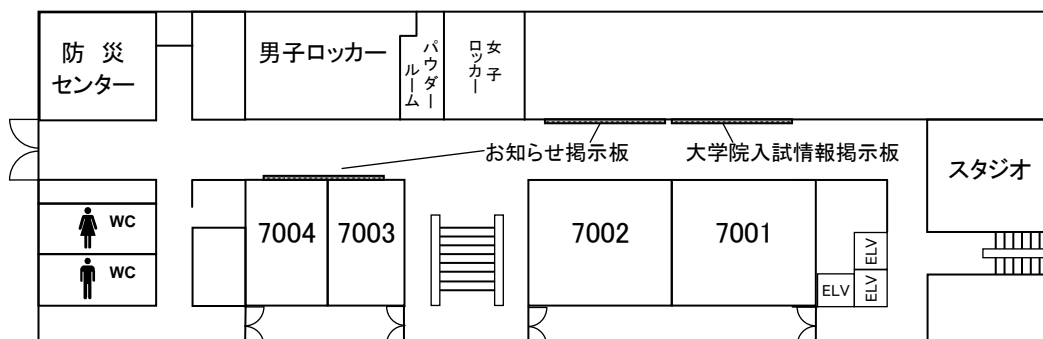 防 災
センター
男子ロッカー
パウダー
ルーム
女子
ロッカー
お知らせ掲示板
大学院入試情報掲示板
スタジオ
WC
WC
7004
7003
7002
7001
ELV
ELV
ELV